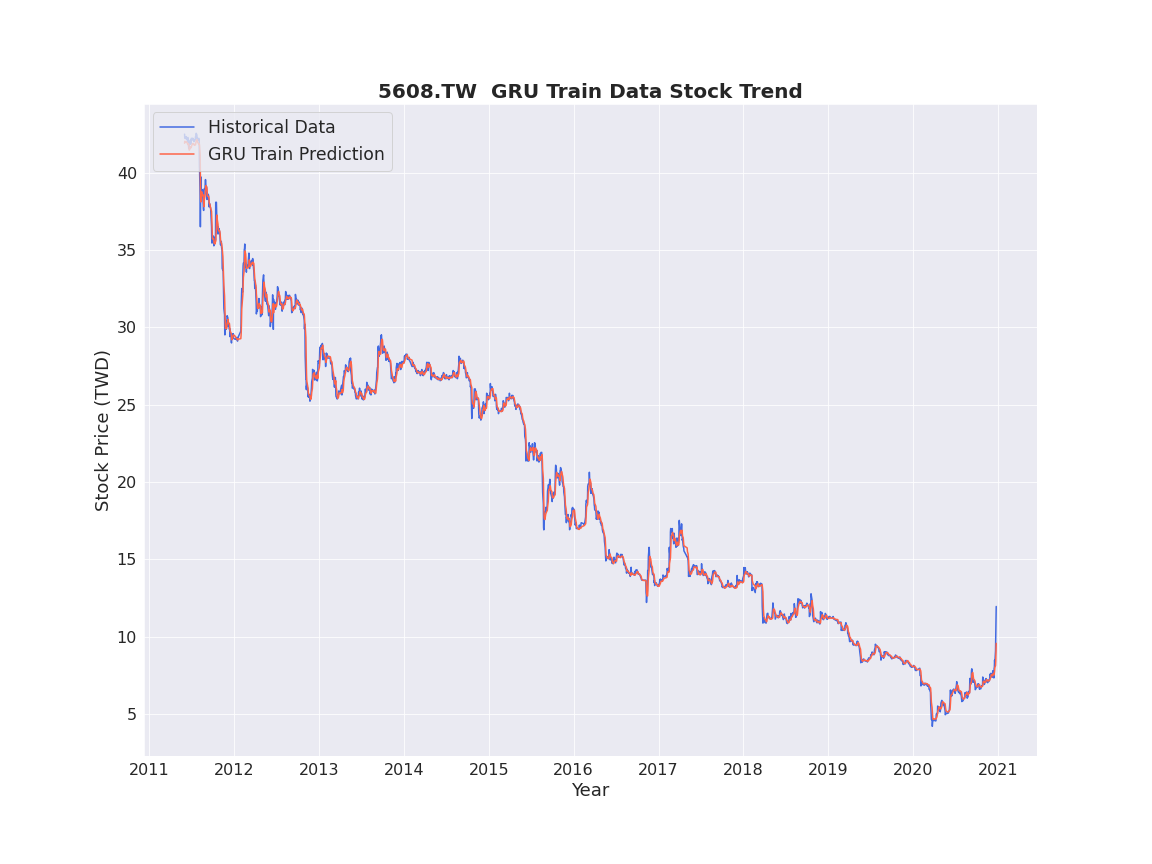 5608.TW  GRU Train Data Stock Trend
Historical Data
GRU Train Prediction
40
35
30
25
20
15
10
5
Stock Price (TWD)
2011 2012 2013 2014 2015 2016 2017 2018 2019 2020 2021
Year